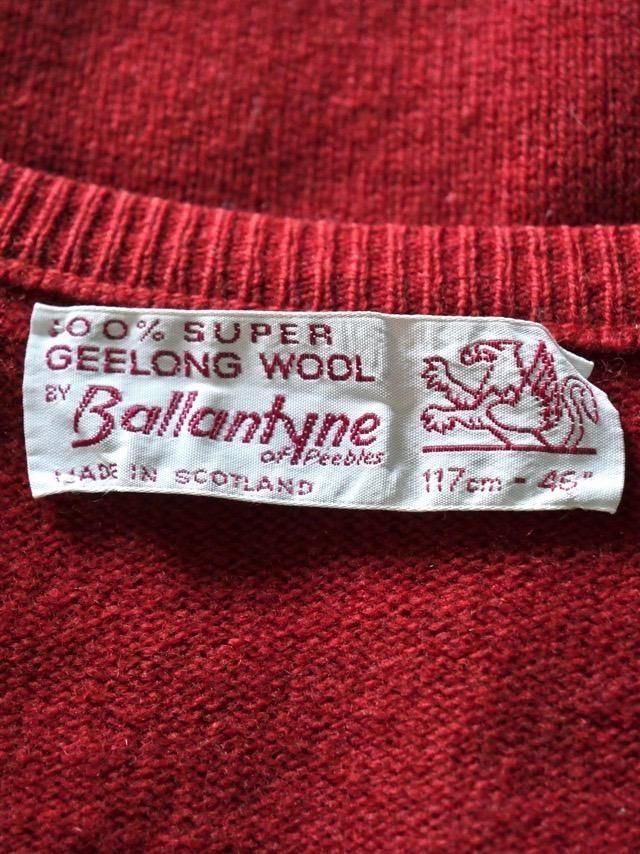 100% SUPER
GEELONG WOOL
BY Ballantyne
of Peebles
MADE IN SCOTLAND
117cm - 46"